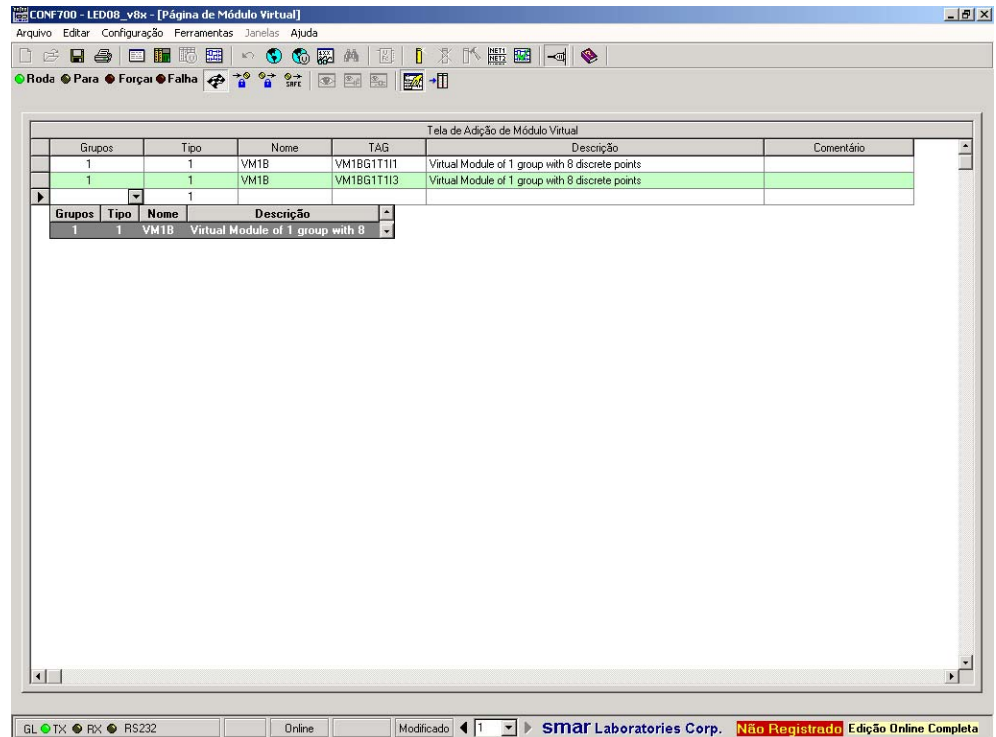 CONF700 - LED08_v8x - [Página de Módulo Virtual]
Arquivo Editar Configuração Ferramentas Janelas Ajuda
NET1
NET2
Roda Para Forçar Falha SAFE
Tela de Adição de Módulo Virtual
Grupos Tipo Nome TAG Descrição Comentário
1 1 VM1B VM1BG1T1I1 Virtual Module of 1 group with 8 discrete points
1 1 VM1B VM1BG1T1I3 Virtual Module of 1 group with 8 discrete points
1
Grupos Tipo Nome Descrição
1 1 VM1B Virtual Module of 1 group with 8
GL TX RX RS232 Online Modificado 1 smar Laboratories Corp. Não Registrado Edição Online Completa